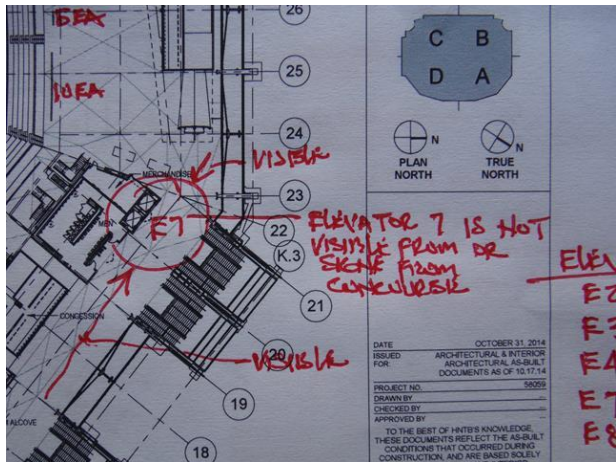 5EA
10EA
26
25
24
23
22
K.3
21
20
19
18
C B
D A
N
PLAN
NORTH
N
TRUE
NORTH
VISIBLE
MERCHANDISE
MEN
E7
ELEVATOR 7 IS NOT
VISIBLE FROM OR
FROM
CONCOURSE
CONCESSION
VISIBLE
ALCOVE
ELEV
E2
E3
E4
E7
E8
DATE OCTOBER 31, 2014
ISSUED ARCHITECTURAL & INTERIOR
FOR: ARCHITECTURAL AS-BUILT
DOCUMENTS AS OF 10.17.14
PROJECT NO. 58059
DRAWN BY
CHECKED BY
APPROVED BY
TO THE BEST OF HNTB'S KNOWLEDGE,
THESE DOCUMENTS REFLECT THE AS-BUILT
CONDITIONS THAT OCCURRED DURING
CONSTRUCTION, AND ARE BASED SOLELY